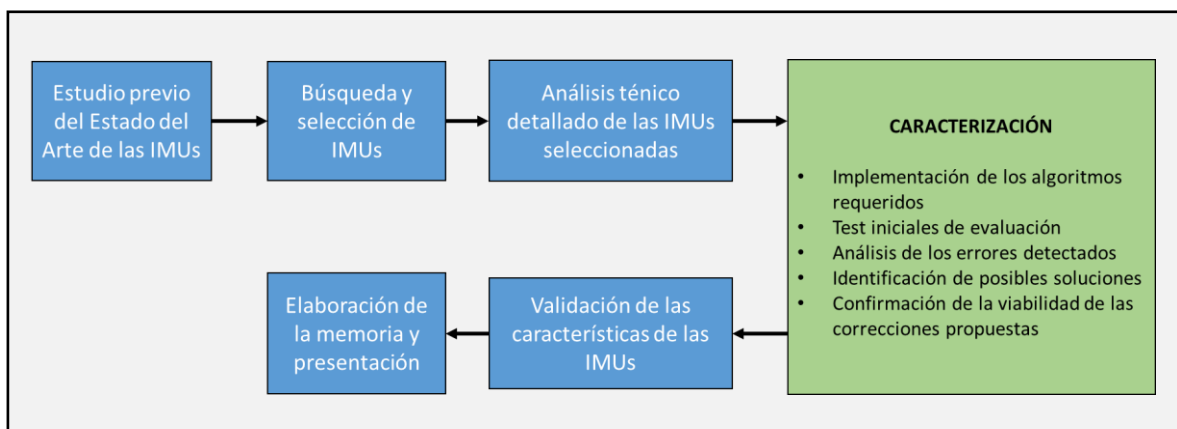 Estudio previo
del Estado del
Arte de las IMUs
Búsqueda y
selección de
IMUs
Análisis ténico
detallado de las IMUs
seleccionadas
CARACTERIZACIÓN
• Implementación de los algoritmos
requeridos
• Test iniciales de evaluación
• Análisis de los errores detectados
• Identificación de posibles soluciones
• Confirmación de la viabilidad de las
correcciones propuestas
Validación de las
características de las
IMUs
Elaboración de
la memoria y
presentación